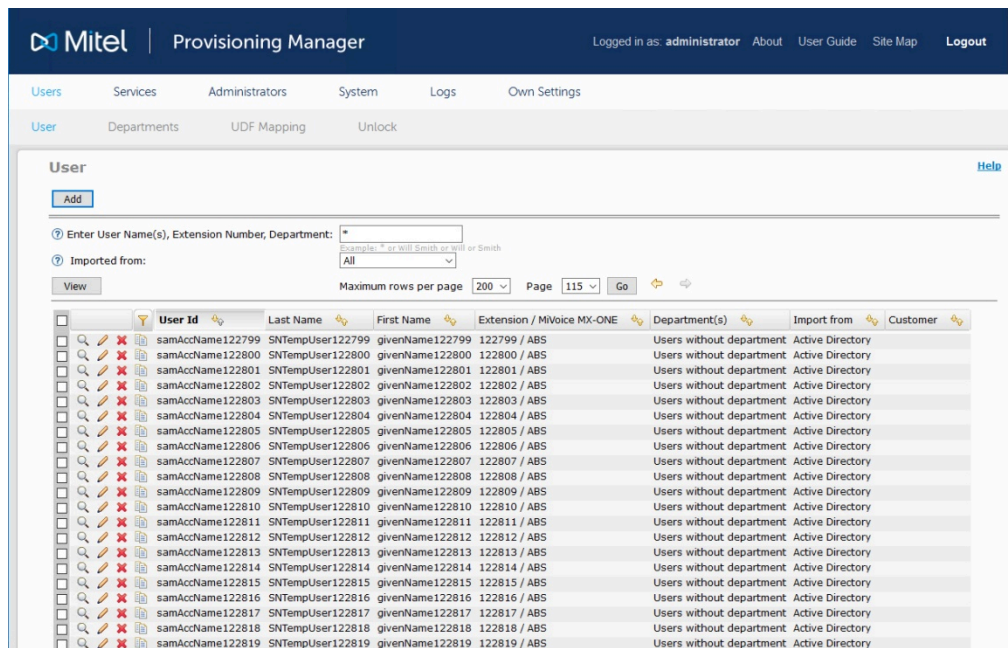 Mitel | Provisioning Manager Logged in as: administrator About User Guide Site Map Logout
Users Services Administrators System Logs Own Settings
User Departments UDF Mapping Unlock
User Help
Add
? Enter User Name(s), Extension Number, Department: *
Example: * or Will Smith or Will or Smith
? Imported from: All
View Maximum rows per page 200 Page 115 Go
User Id Last Name First Name Extension / MiVoice MX-ONE Department(s) Import from Customer
samAccName122799 SNTempUser122799 givenName122799 122799 / ABS Users without department Active Directory
samAccName122800 SNTempUser122800 givenName122800 122800 / ABS Users without department Active Directory
samAccName122801 SNTempUser122801 givenName122801 122801 / ABS Users without department Active Directory
samAccName122802 SNTempUser122802 givenName122802 122802 / ABS Users without department Active Directory
samAccName122803 SNTempUser122803 givenName122803 122803 / ABS Users without department Active Directory
samAccName122804 SNTempUser122804 givenName122804 122804 / ABS Users without department Active Directory
samAccName122805 SNTempUser122805 givenName122805 122805 / ABS Users without department Active Directory
samAccName122806 SNTempUser122806 givenName122806 122806 / ABS Users without department Active Directory
samAccName122807 SNTempUser122807 givenName122807 122807 / ABS Users without department Active Directory
samAccName122808 SNTempUser122808 givenName122808 122808 / ABS Users without department Active Directory
samAccName122809 SNTempUser122809 givenName122809 122809 / ABS Users without department Active Directory
samAccName122810 SNTempUser122810 givenName122810 122810 / ABS Users without department Active Directory
samAccName122811 SNTempUser122811 givenName122811 122811 / ABS Users without department Active Directory
samAccName122812 SNTempUser122812 givenName122812 122812 / ABS Users without department Active Directory
samAccName122813 SNTempUser122813 givenName122813 122813 / ABS Users without department Active Directory
samAccName122814 SNTempUser122814 givenName122814 122814 / ABS Users without department Active Directory
samAccName122815 SNTempUser122815 givenName122815 122815 / ABS Users without department Active Directory
samAccName122816 SNTempUser122816 givenName122816 122816 / ABS Users without department Active Directory
samAccName122817 SNTempUser122817 givenName122817 122817 / ABS Users without department Active Directory
samAccName122818 SNTempUser122818 givenName122818 122818 / ABS Users without department Active Directory
samAccName122819 SNTempUser122819 givenName122819 122819 / ABS Users without department Active Directory